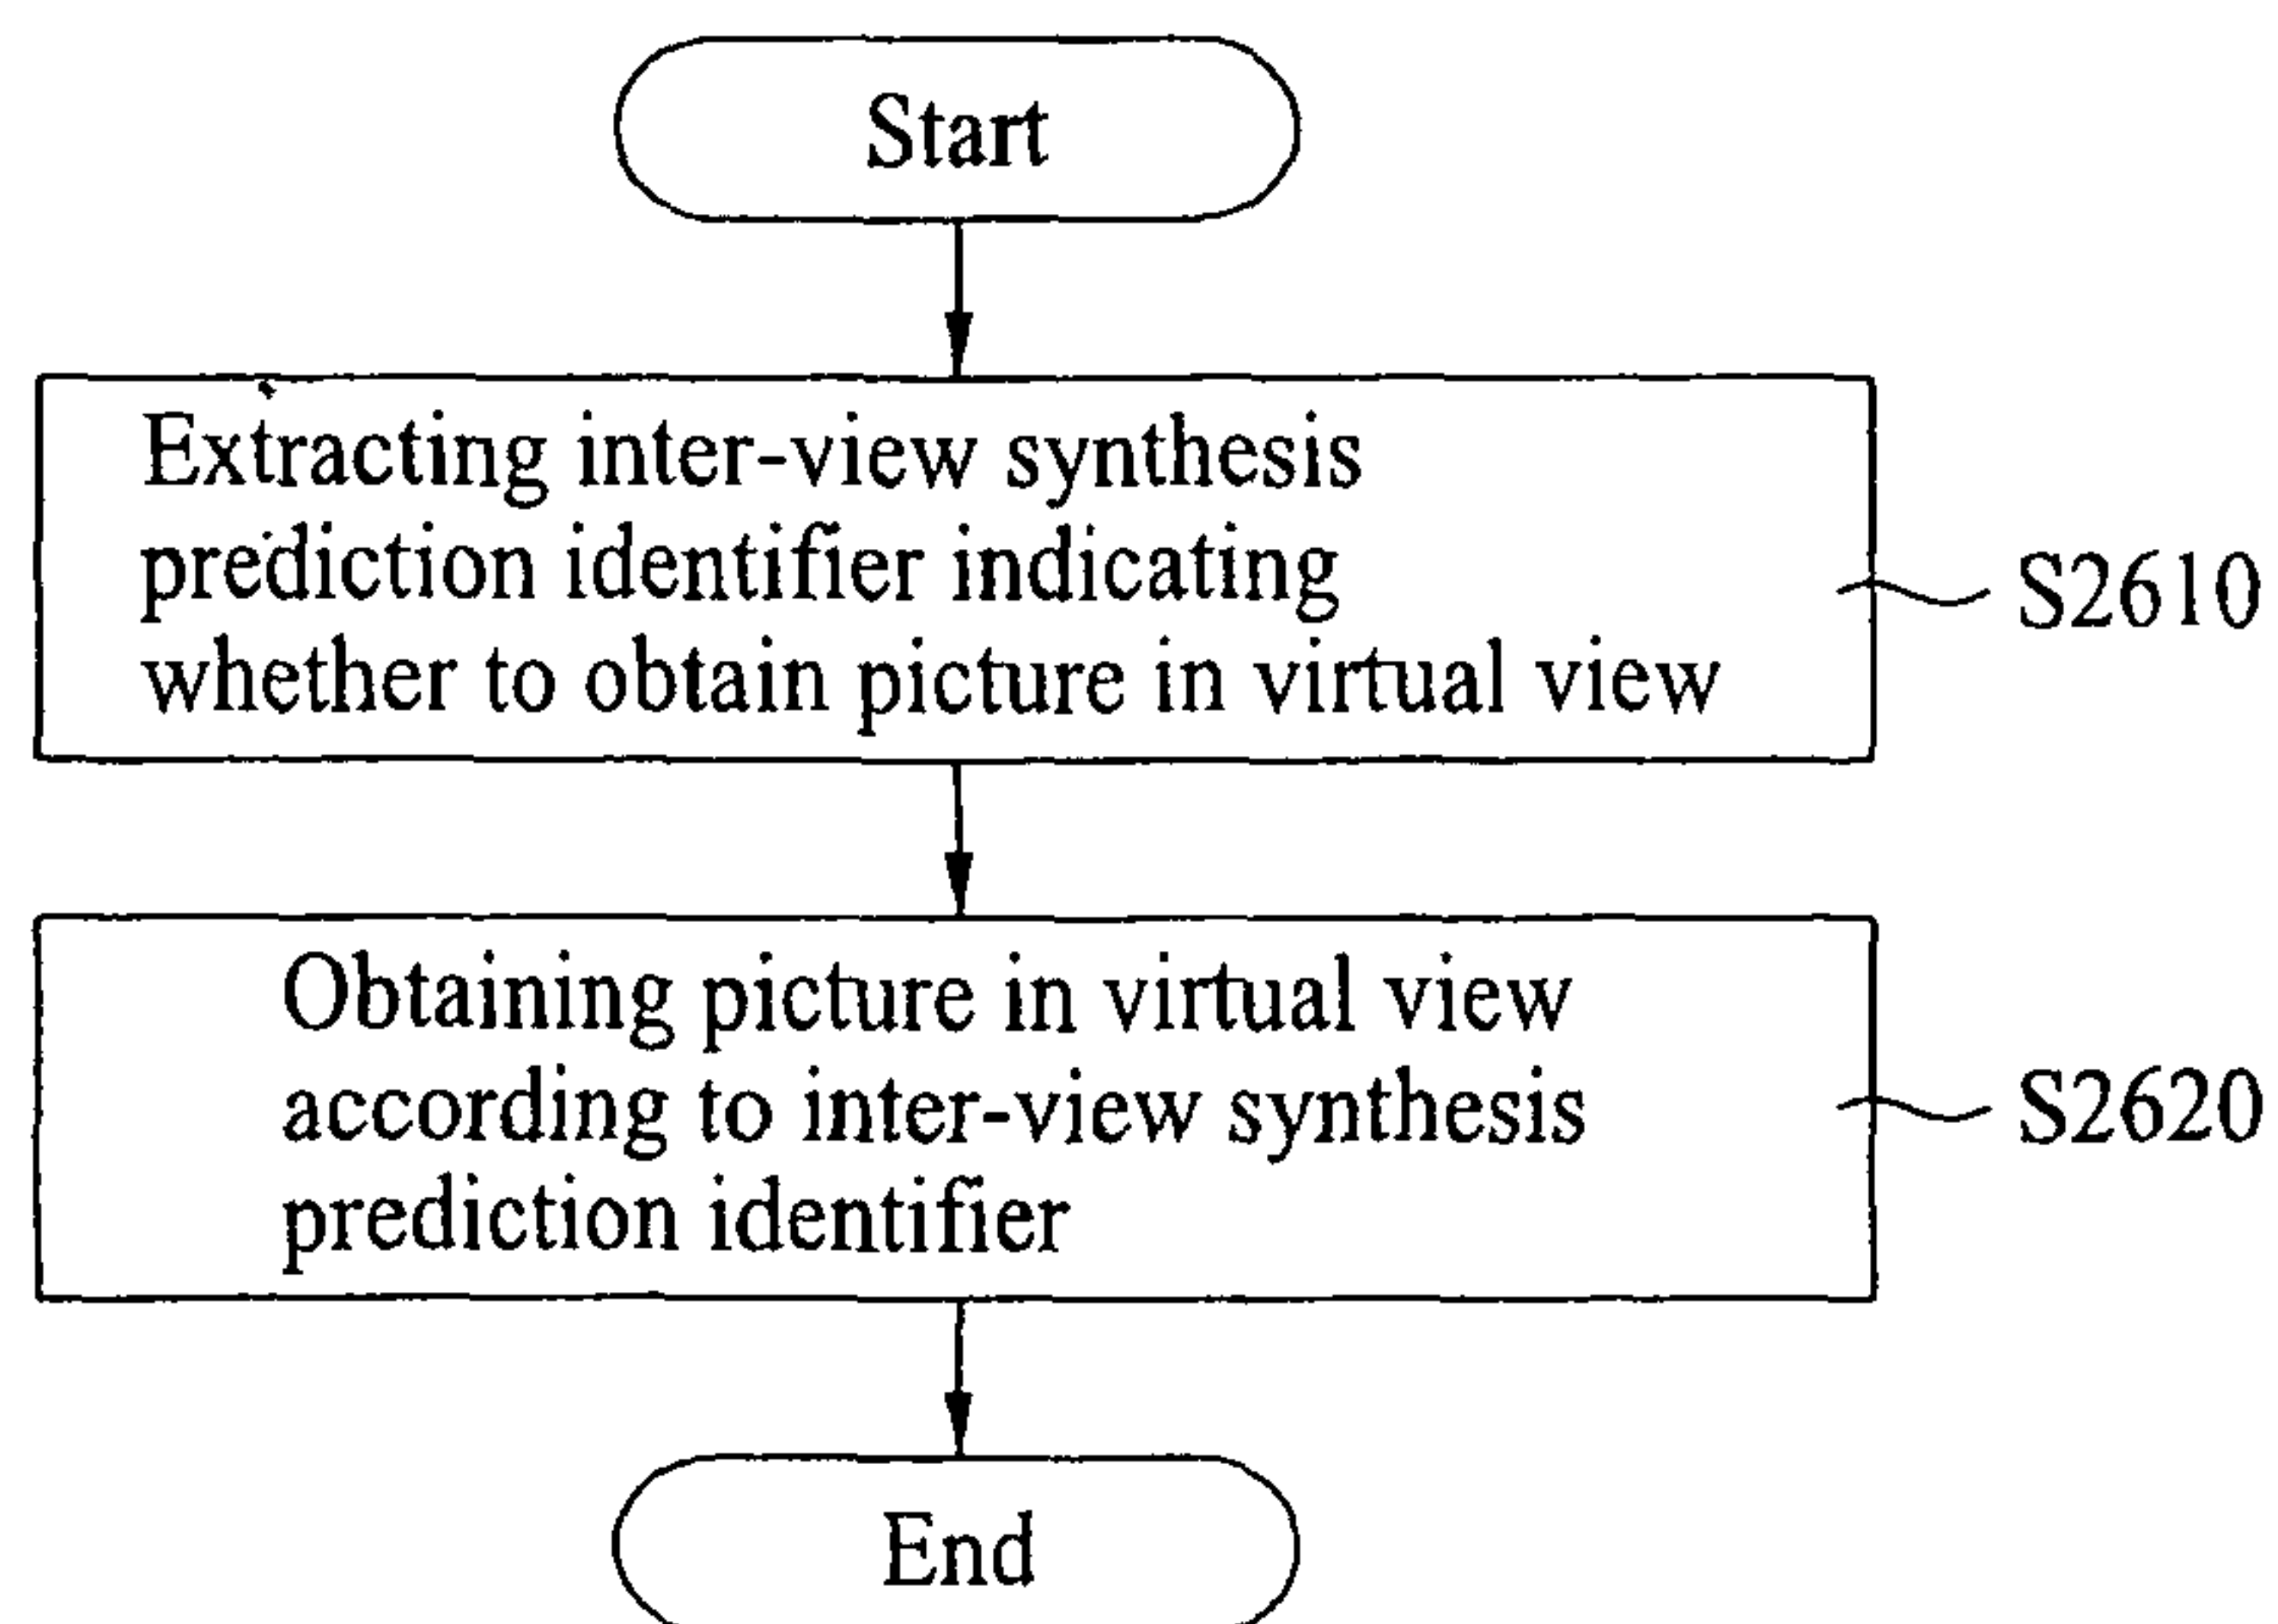 Start
Extracting inter-view synthesis
prediction identifier indicating
whether to obtain picture in virtual view
S2610
Obtaining picture in virtual view
according to inter-view synthesis
prediction identifier
S2620
End